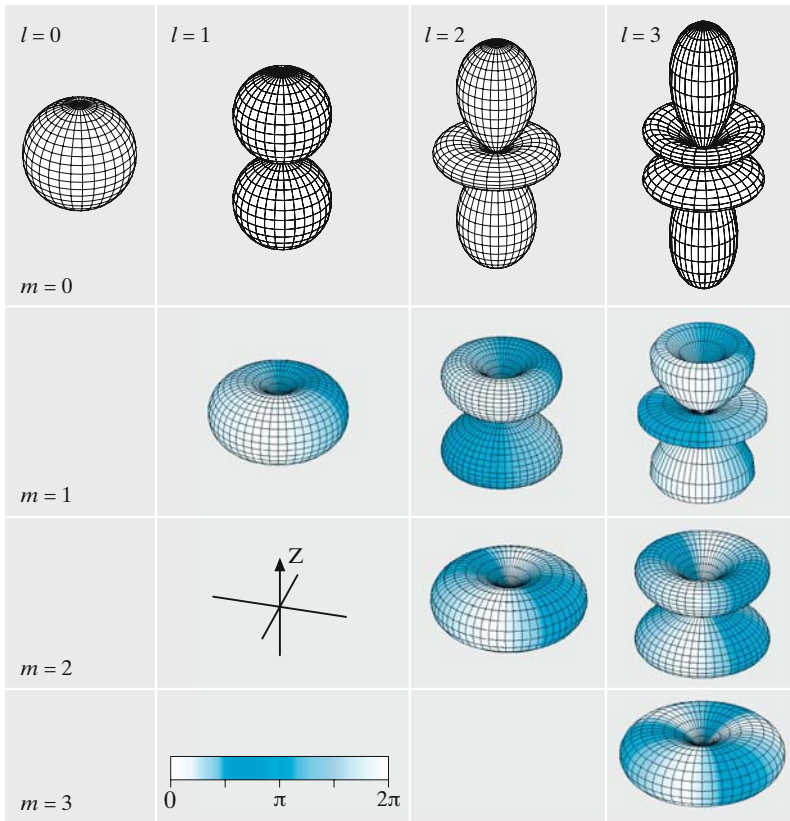 l = 0
l = 1
l = 2
l = 3
m = 0
m = 1
Z
m = 2
m = 3
0
π
2π